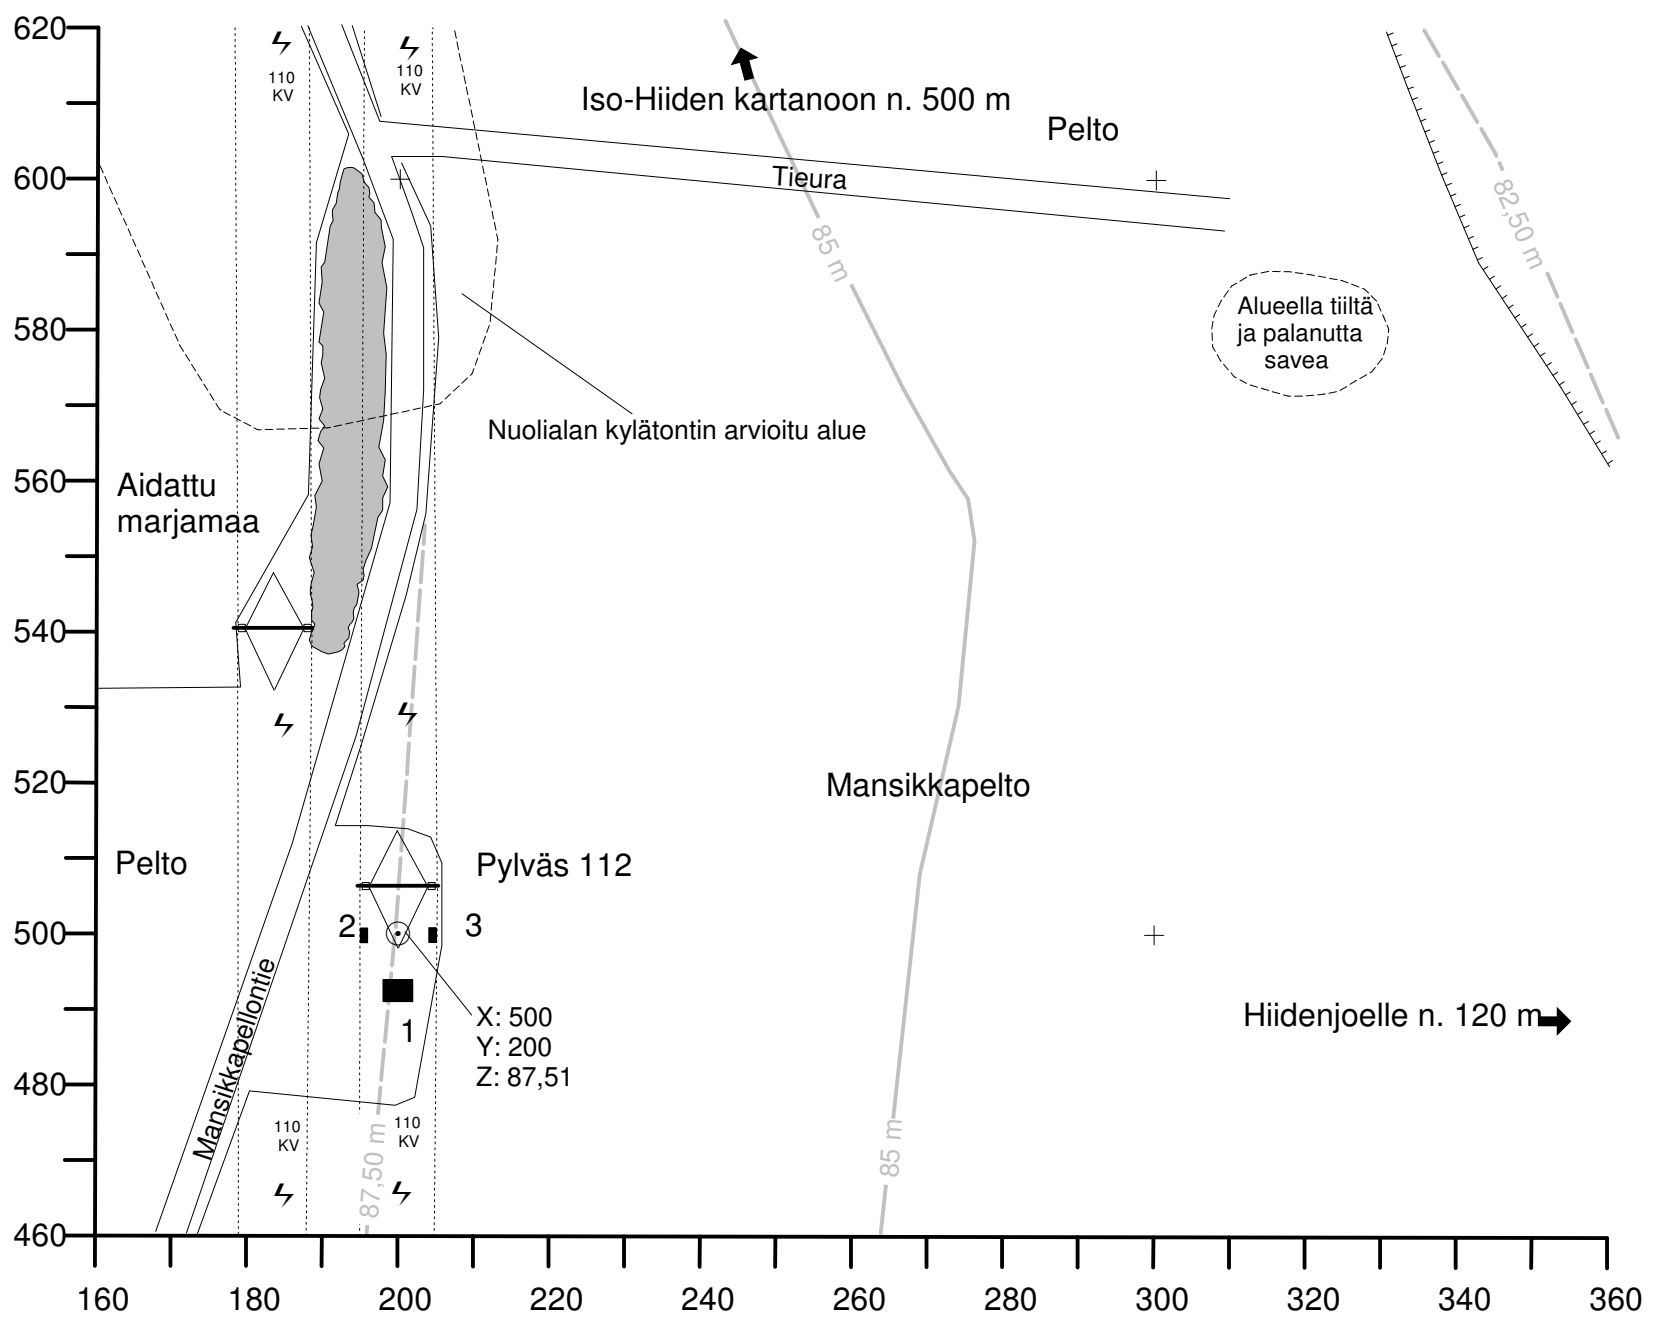 620
110
KV
110
KV
Iso-Hiiden kartanoon n. 500 m
Pelto
600
Tieura
82,50 m
85 m
580
Alueella tiiltä
ja palanutta
savea
Nuolialan kylätontin arvioitu alue
560
Aidattu
marjamaa
540
520
Mansikkapelto
Pelto
Pylväs 112
500
2
3
Mansikkapellontie
1
X: 500
Y: 200
Z: 87,51
Hiidenjoelle n. 120 m
480
110
KV
110
KV
87,50 m
85 m
460
160
180
200
220
240
260
280
300
320
340
360